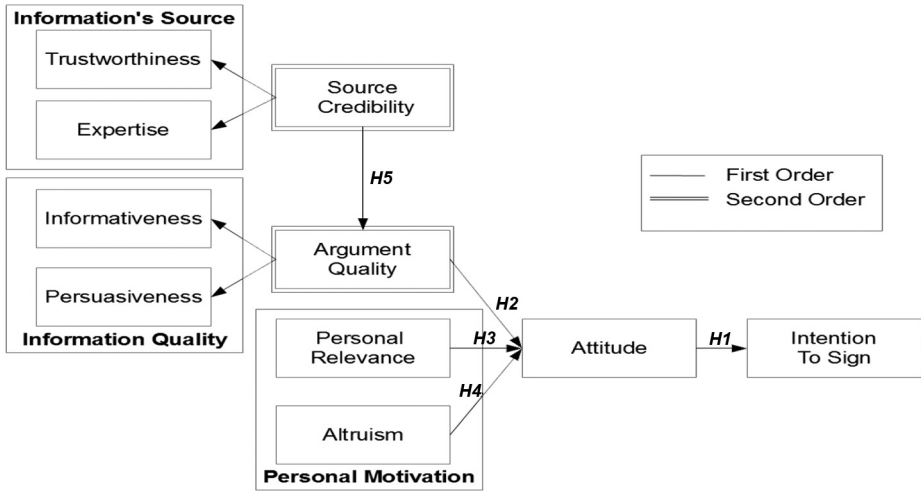 Information's Source
Trustworthiness
Expertise
Source
Credibility
H5
First Order
Second Order
Informativeness
Persuasiveness
Information Quality
Argument
Quality
H2
Personal
Relevance
H3
Altruism
H4
Personal Motivation
Attitude
H1
Intention
To Sign